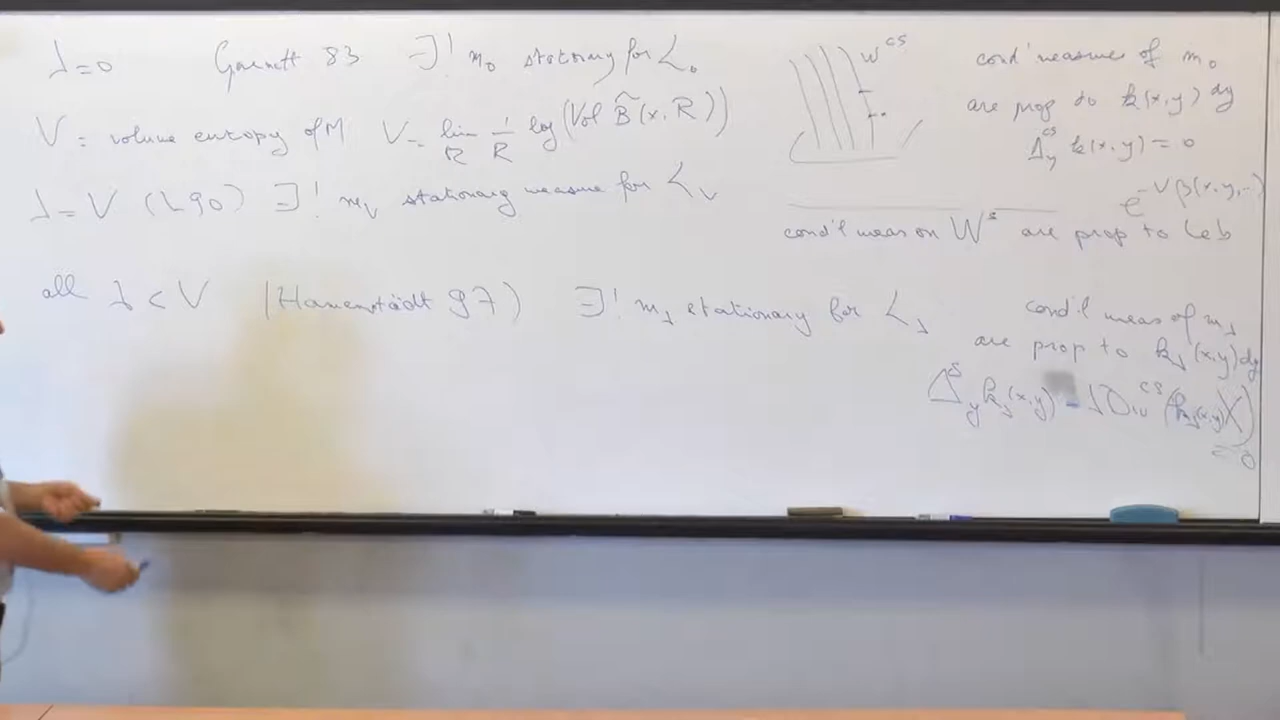 λ=0 Garnett 83 ∃! m₀ stationary for L₀
V = volume entropy of M V = lim_R 1/R log (Vol B̃(x,R))
λ = V (L90) ∃! m_V stationary measure for L_V
all λ < V (Hamenstädt 97) ∃! m_λ stationary for L_λ
W^cs
cond'l measures of m₀
are prop to k(x,y) dy
Δ_y^cs k(x,y) = 0
e^{-Vβ(x,y,
cond'l meas on W^s are prop to Leb
cond'l meas of m_λ
are prop to k_λ(x,y) dy
Δ_y^s k_λ(x,y) - λ Div^cs (k_λ(x,y) X)
= 0